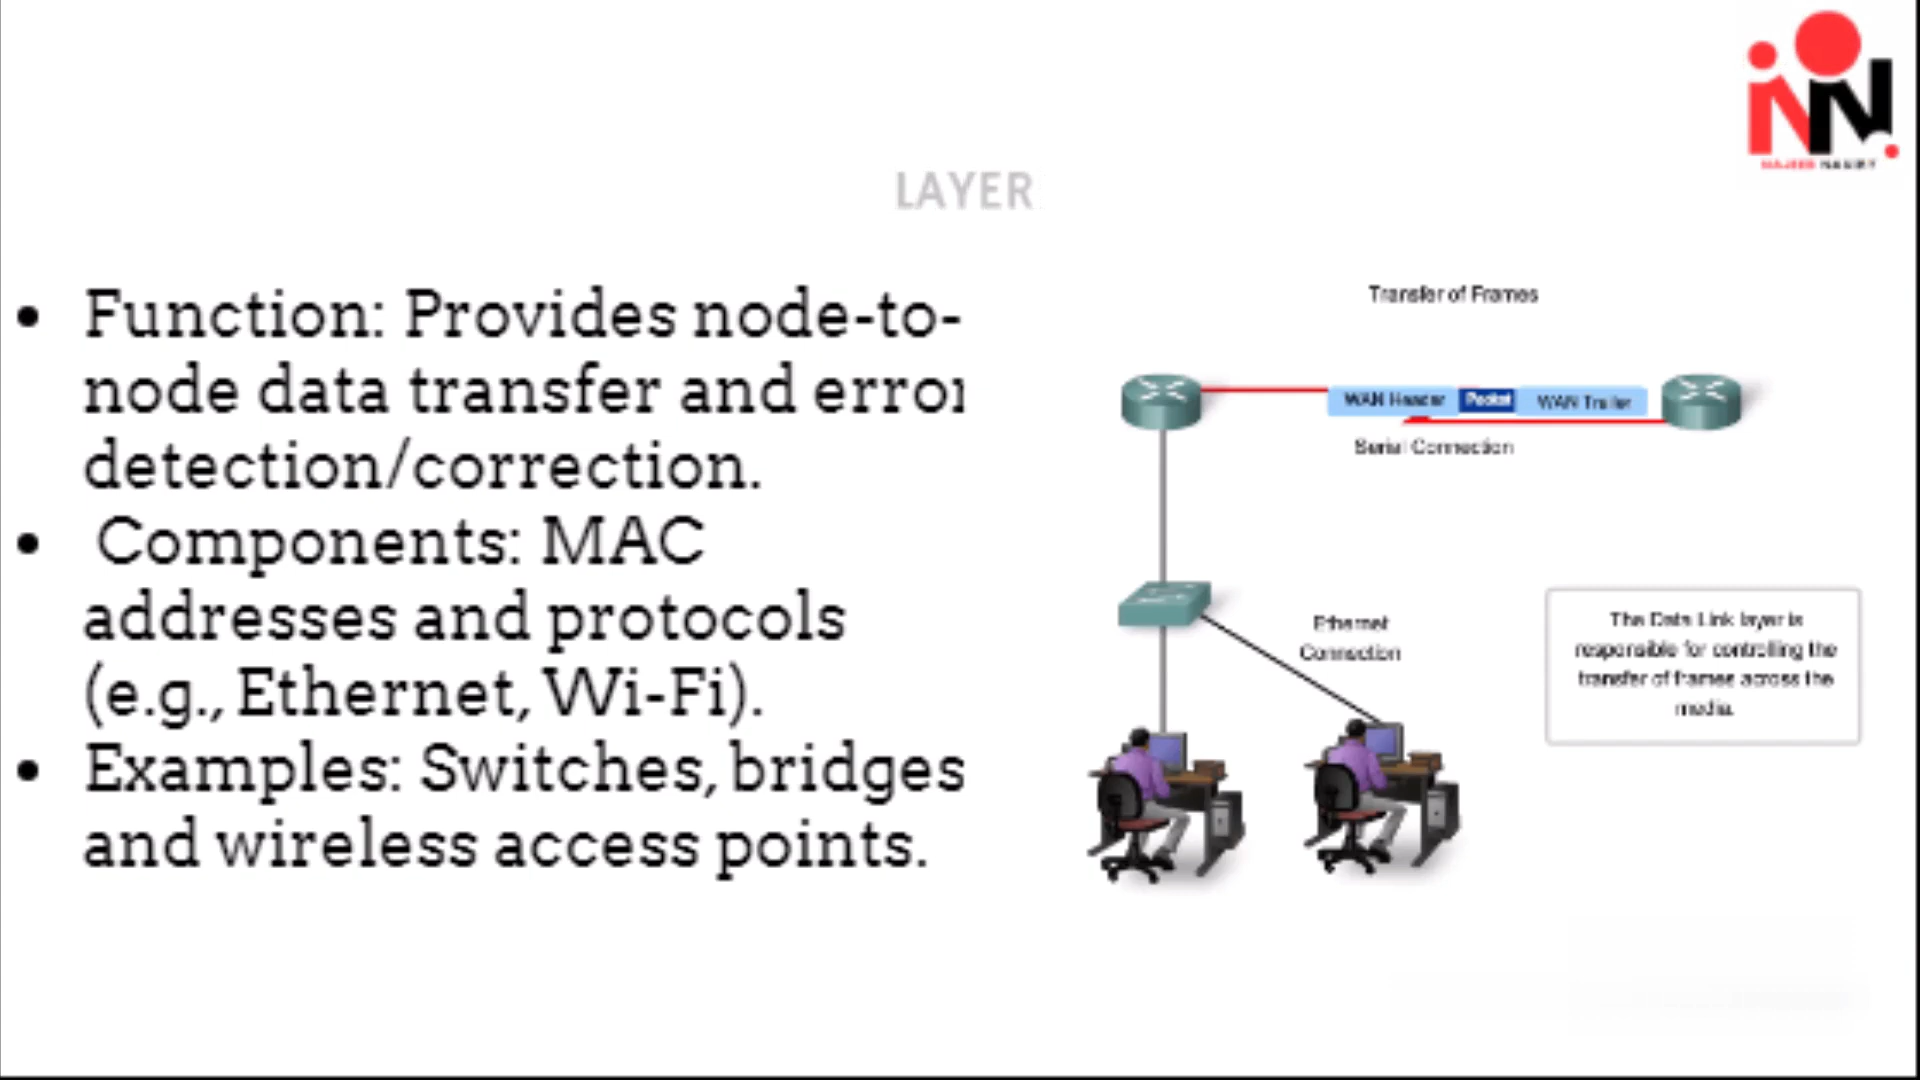 LAYER
• Function: Provides node-to-
node data transfer and error
detection/correction.
• Components: MAC
addresses and protocols
(e.g., Ethernet, Wi-Fi).
• Examples: Switches, bridges
and wireless access points.
Transfer of Frames
WAN Header Packet WAN Trailer
Serial Connection
Ethernet
Connection
The Data Link layer is
responsible for controlling the
transfer of frames across the
media.